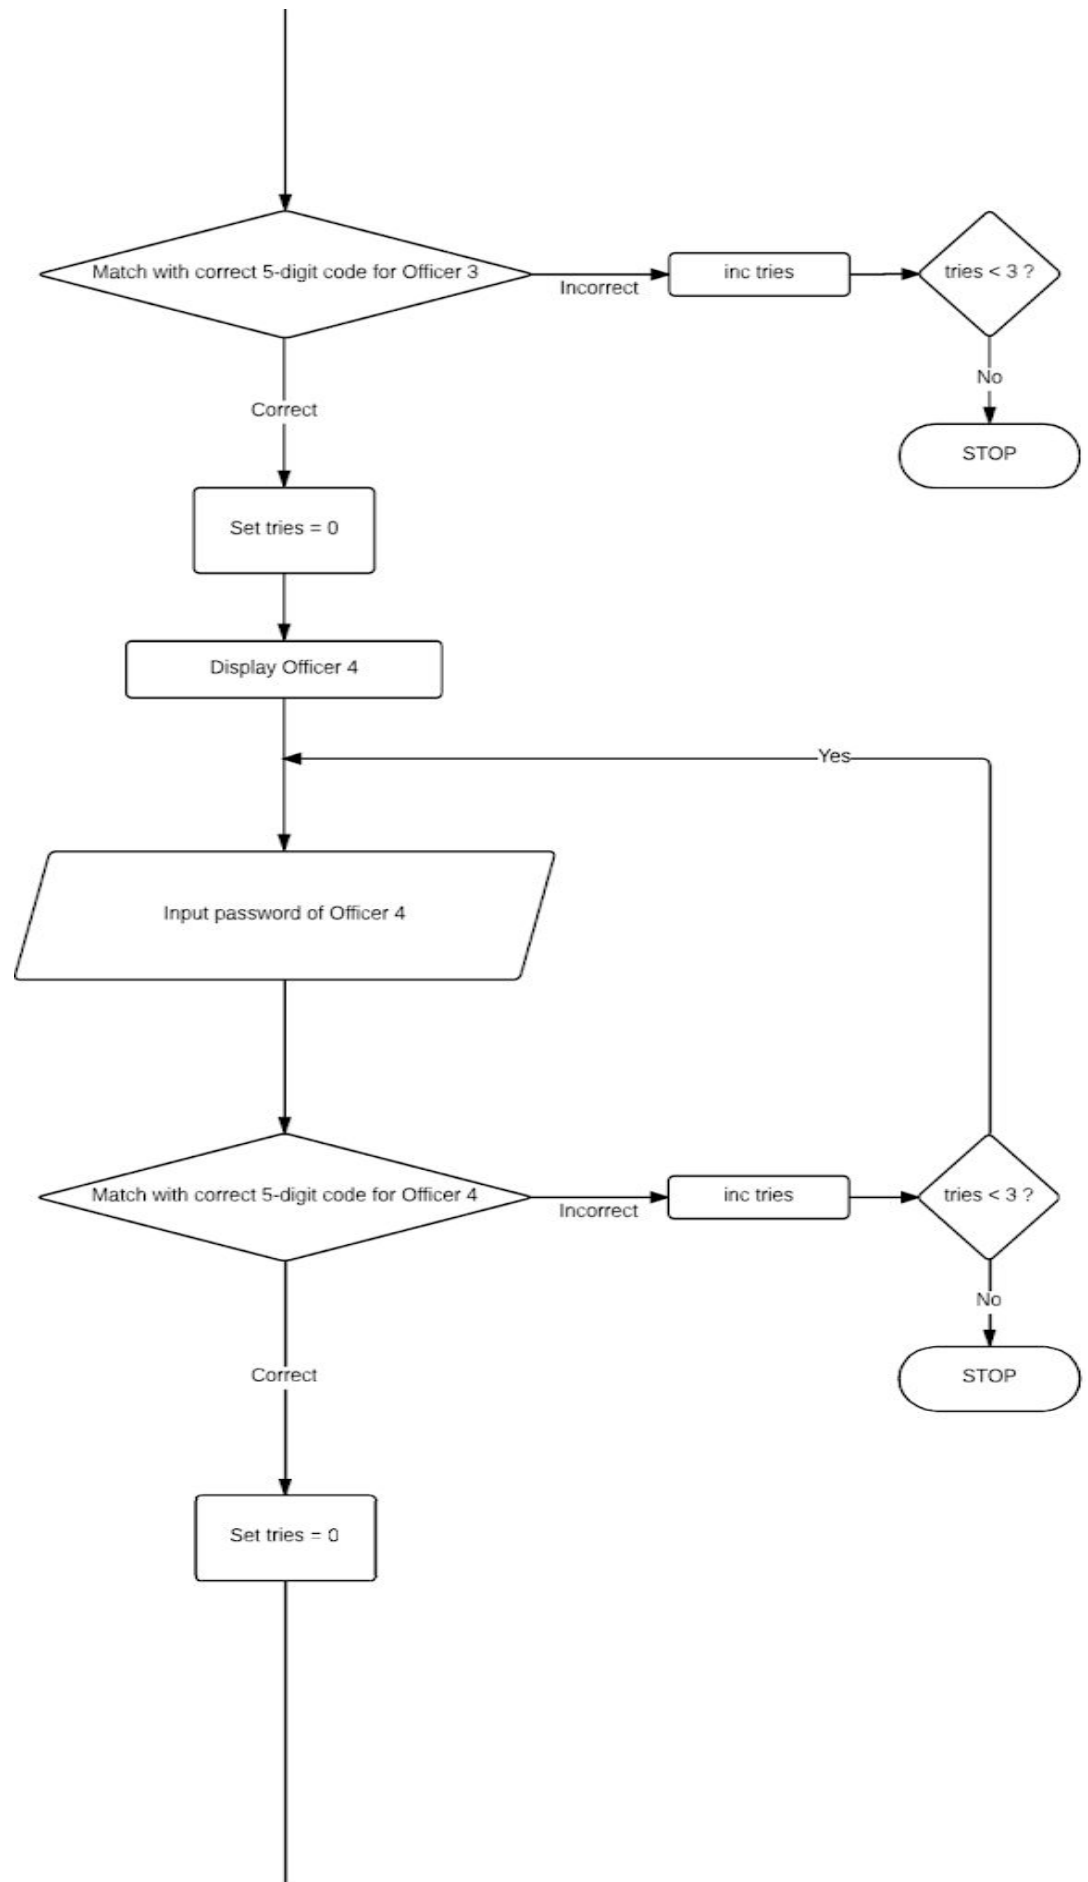 Match with correct 5-digit code for Officer 3
Incorrect
inc tries
tries < 3 ?
No
STOP
Correct
Set tries = 0
Display Officer 4
Yes
Input password of Officer 4
Match with correct 5-digit code for Officer 4
Incorrect
inc tries
tries < 3 ?
No
STOP
Correct
Set tries = 0